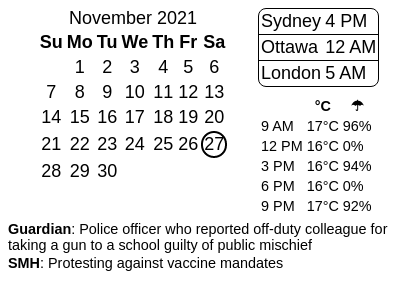 November 2021
Su Mo Tu We Th Fr Sa
1 2 3 4 5 6
7 8 9 10 11 12 13
14 15 16 17 18 19 20
21 22 23 24 25 26 27
28 29 30
Sydney 4 PM
Ottawa 12 AM
London 5 AM
°C ☂
9 AM 17°C 96%
12 PM 16°C 0%
3 PM 16°C 94%
6 PM 16°C 0%
9 PM 17°C 92%
Guardian: Police officer who reported off-duty colleague for
taking a gun to a school guilty of public mischief
SMH: Protesting against vaccine mandates